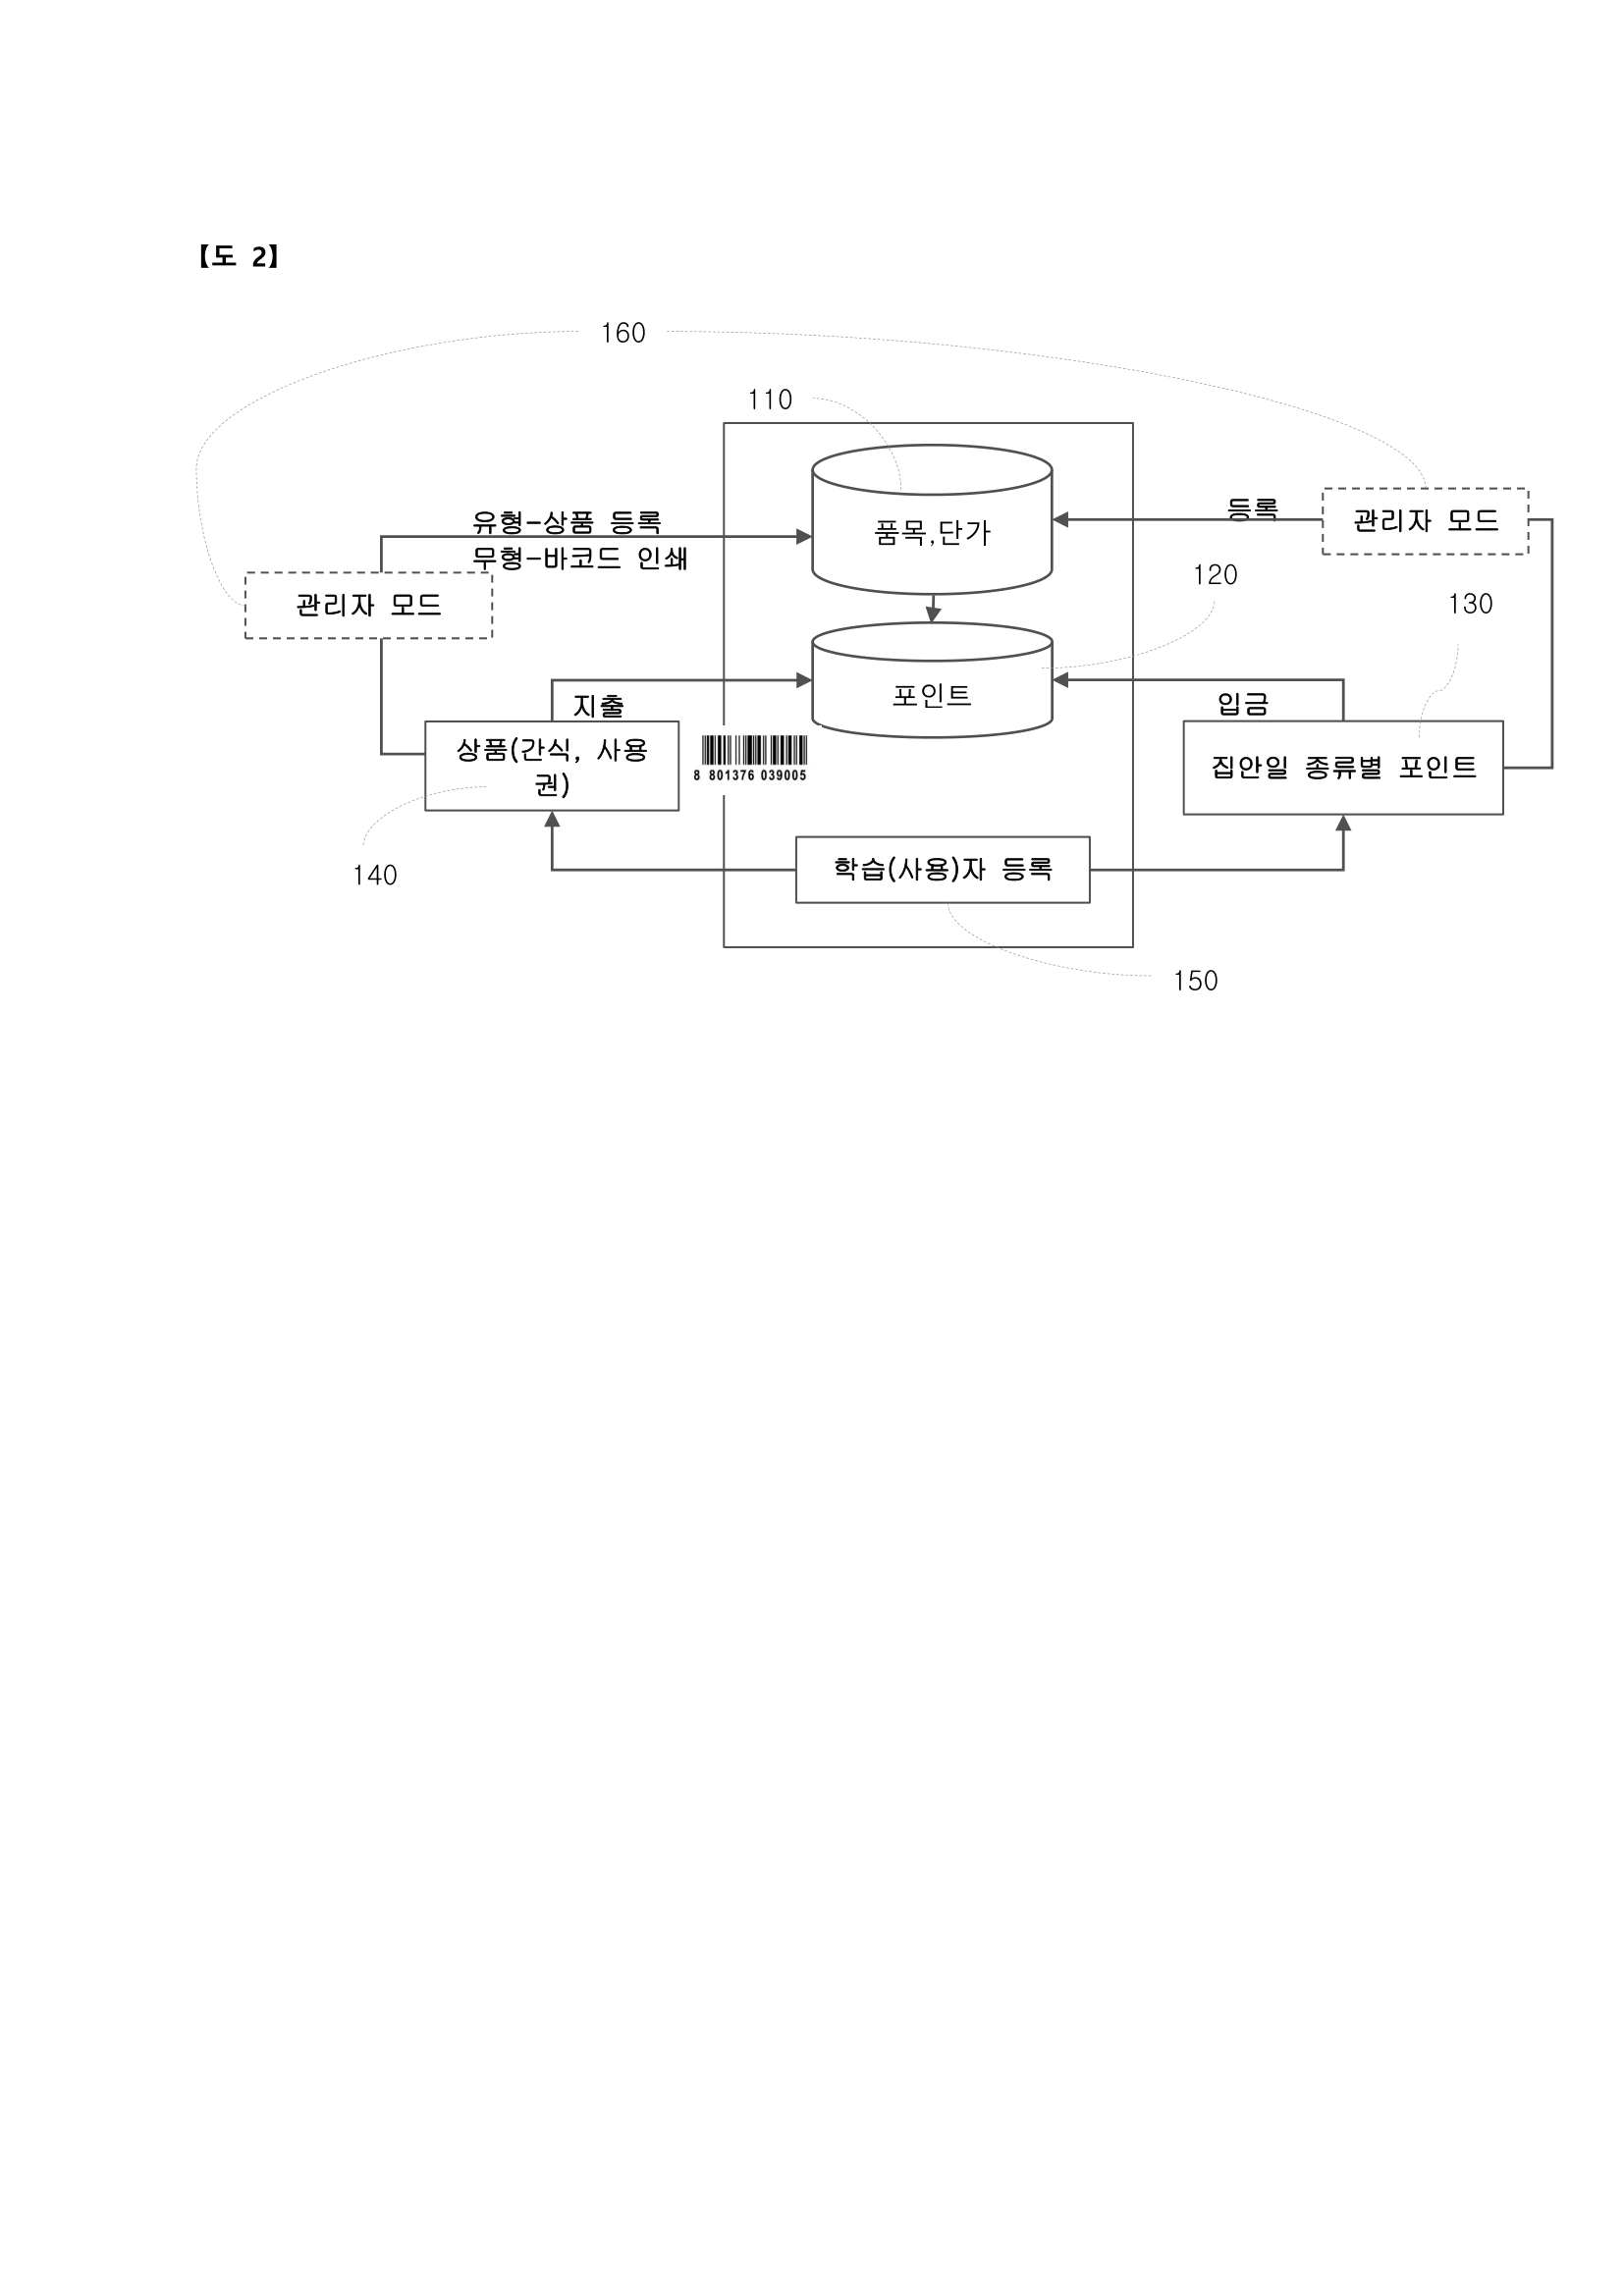 【도 2】
160
110
유형-상품 등록
무형-바코드 인쇄
등록
관리자 모드
품목,단가
120
130
관리자 모드
지출
포인트
입금
상품(간식, 사용
권)
8 801376 039005
집안일 종류별 포인트
140
학습(사용)자 등록
150